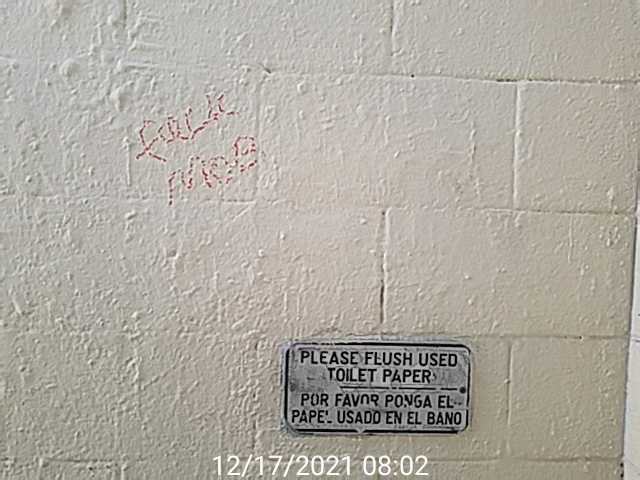 PLEASE FLUSH USED
TOILET PAPER
POR FAVOR PONGA EL
PAPEL USADO EN EL BANO
12/17/2021 08:02